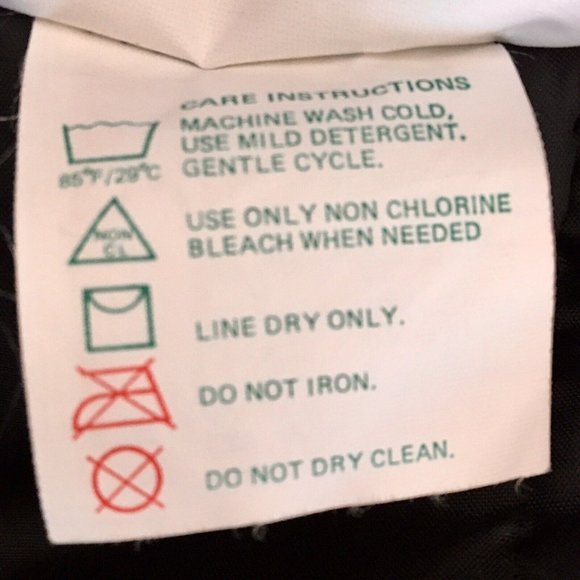 CARE INSTRUCTIONS
MACHINE WASH COLD,
USE MILD DETERGENT.
GENTLE CYCLE.
85°F/29°C
NON
CL
USE ONLY NON CHLORINE
BLEACH WHEN NEEDED
LINE DRY ONLY.
DO NOT IRON.
DO NOT DRY CLEAN.